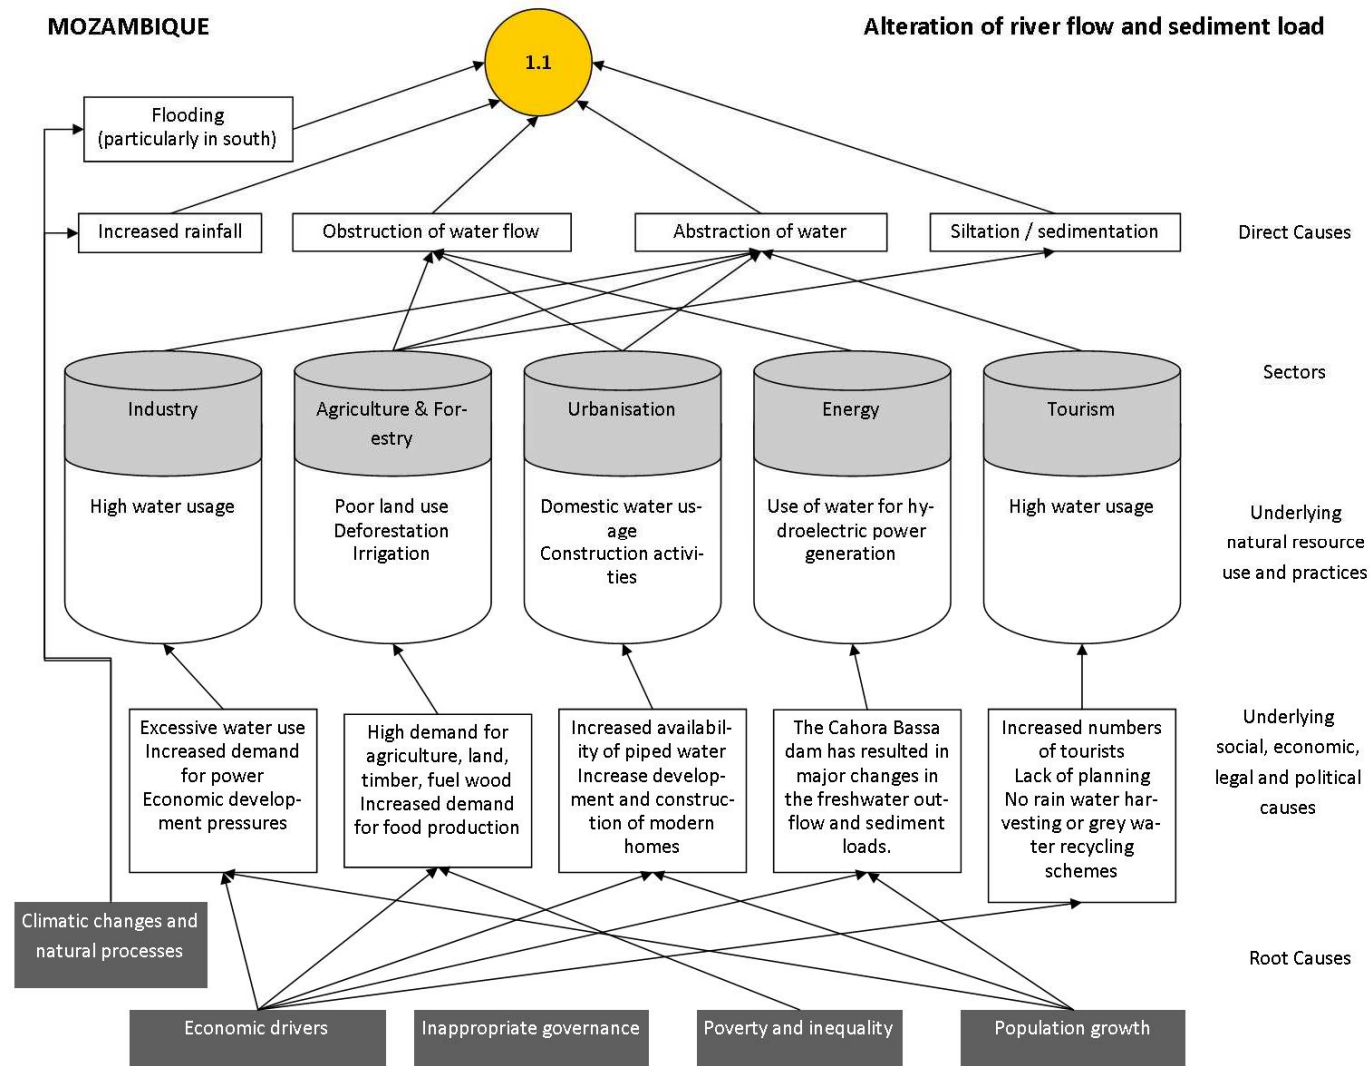 MOZAMBIQUE
Alteration of river flow and sediment load
1.1
Flooding
(particularly in south)
Increased rainfall
Obstruction of water flow
Abstraction of water
Siltation / sedimentation
Direct Causes
Sectors
Industry
Agriculture & For-
estry
Urbanisation
Energy
Tourism
High water usage
Poor land use
Deforestation
Irrigation
Domestic water us-
age
Construction activi-
ties
Use of water for hy-
droelectric power
generation
High water usage
Underlying
natural resource
use and practices
Excessive water use
Increased demand
for power
Economic develop-
ment pressures
High demand for
agriculture, land,
timber, fuel wood
Increased demand
for food production
Increased availabil-
ity of piped water
Increase develop-
ment and construc-
tion of modern
homes
The Cahora Bassa
dam has resulted in
major changes in
the freshwater out-
flow and sediment
loads.
Increased numbers
of tourists
Lack of planning
No rain water har-
vesting or grey wa-
ter recycling
schemes
Underlying
social, economic,
legal and political
causes
Climatic changes and
natural processes
Root Causes
Economic drivers
Inappropriate governance
Poverty and inequality
Population growth